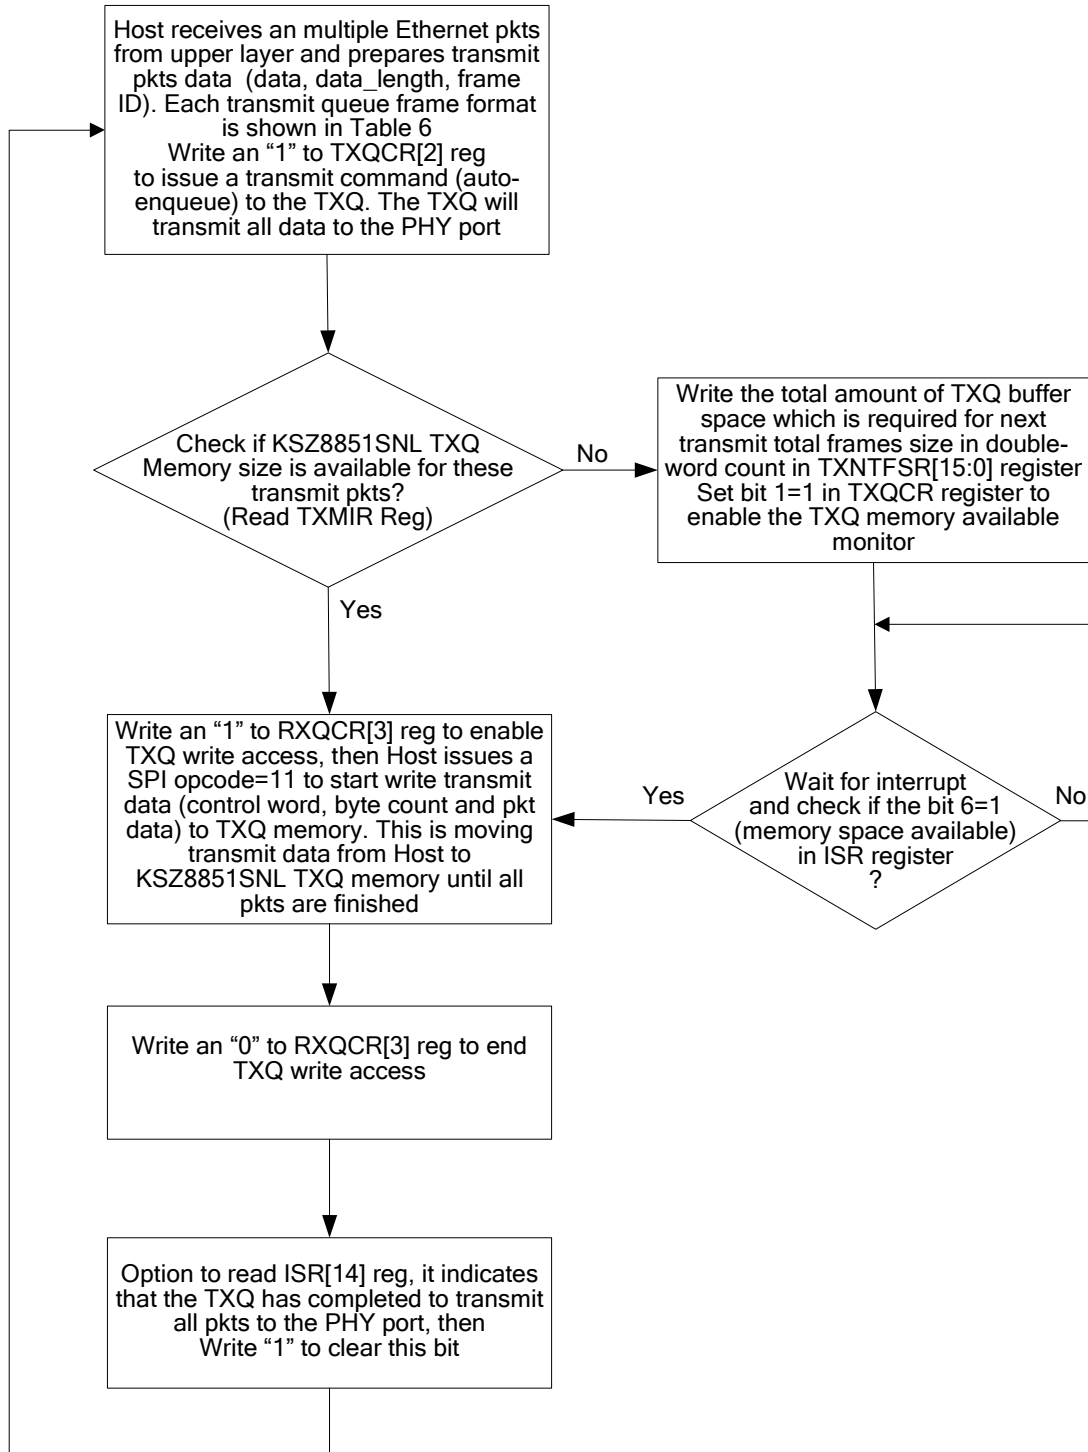 Host receives an multiple Ethernet pkts
from upper layer and prepares transmit
pkts data (data, data_length, frame
ID). Each transmit queue frame format
is shown in Table 6
Write an “1” to TXQCR[2] reg
to issue a transmit command (auto-
enqueue) to the TXQ. The TXQ will
transmit all data to the PHY port
Check if KSZ8851SNL TXQ
Memory size is available for these
transmit pkts?
(Read TXMIR Reg)
No
Write the total amount of TXQ buffer
space which is required for next
transmit total frames size in double-
word count in TXNTFSR[15:0] register
Set bit 1=1 in TXQCR register to
enable the TXQ memory available
monitor
Yes
Write an “1” to RXQCR[3] reg to enable
TXQ write access, then Host issues a
SPI opcode=11 to start write transmit
data (control word, byte count and pkt
data) to TXQ memory. This is moving
transmit data from Host to
KSZ8851SNL TXQ memory until all
pkts are finished
Yes
Wait for interrupt
and check if the bit 6=1
(memory space available)
in ISR register
?
No
Write an “0” to RXQCR[3] reg to end
TXQ write access
Option to read ISR[14] reg, it indicates
that the TXQ has completed to transmit
all pkts to the PHY port, then
Write “1” to clear this bit